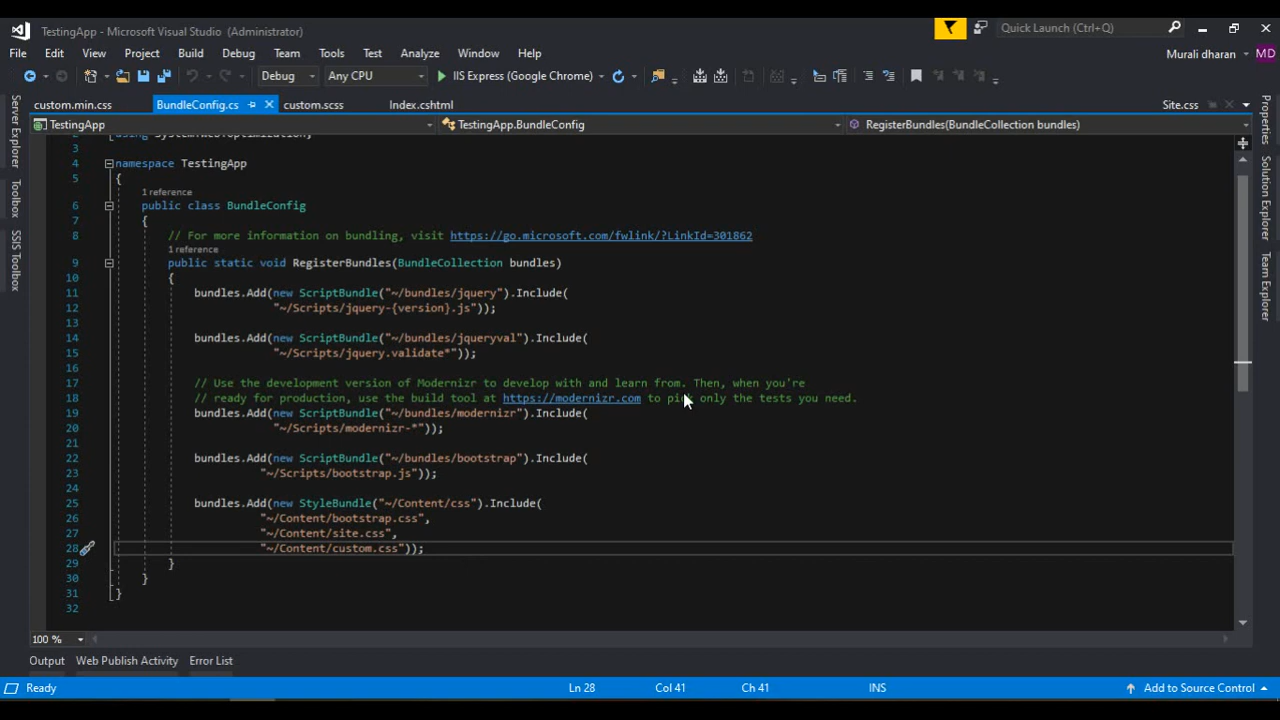 TestingApp - Microsoft Visual Studio (Administrator)
Quick Launch (Ctrl+Q)
File Edit View Project Build Debug Team Tools Test Analyze Window Help
Murali dharan MD
Debug Any CPU IIS Express (Google Chrome)
custom.min.css BundleConfig.cs custom.scss Index.cshtml Site.css
TestingApp TestingApp.BundleConfig RegisterBundles(BundleCollection bundles)
Server Explorer
Toolbox
SSIS Toolbox
Properties
Solution Explorer
Team Explorer
2 using System.Web.Optimization;
3
4 namespace TestingApp
5 {
1 reference
6 public class BundleConfig
7 {
8 // For more information on bundling, visit https://go.microsoft.com/fwlink/?LinkId=301862
1 reference
9 public static void RegisterBundles(BundleCollection bundles)
10 {
11 bundles.Add(new ScriptBundle("~/bundles/jquery").Include(
12 "~/Scripts/jquery-{version}.js"));
13
14 bundles.Add(new ScriptBundle("~/bundles/jqueryval").Include(
15 "~/Scripts/jquery.validate*"));
16
17 // Use the development version of Modernizr to develop with and learn from. Then, when you're
18 // ready for production, use the build tool at https://modernizr.com to pick only the tests you need.
19 bundles.Add(new ScriptBundle("~/bundles/modernizr").Include(
20 "~/Scripts/modernizr-*"));
21
22 bundles.Add(new ScriptBundle("~/bundles/bootstrap").Include(
23 "~/Scripts/bootstrap.js"));
24
25 bundles.Add(new StyleBundle("~/Content/css").Include(
26 "~/Content/bootstrap.css",
27 "~/Content/site.css",
28 "~/Content/custom.css"));
29 }
30 }
31 }
32
100 %
Output Web Publish Activity Error List
Ready Ln 28 Col 41 Ch 41 INS Add to Source Control